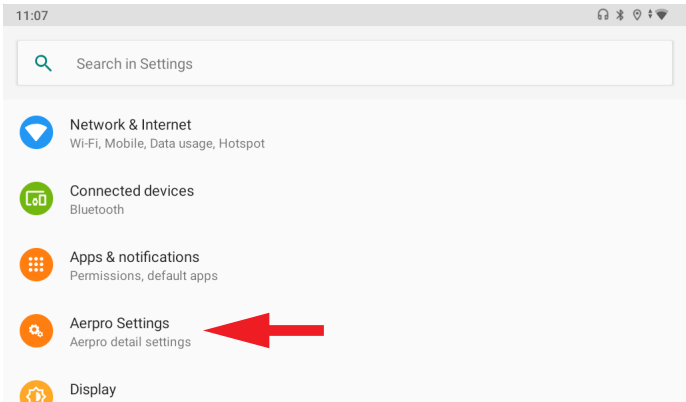 11:07
Search in Settings
Network & Internet
Wi-Fi, Mobile, Data usage, Hotspot
Connected devices
Bluetooth
Apps & notifications
Permissions, default apps
Aerpro Settings
Aerpro detail settings
Display